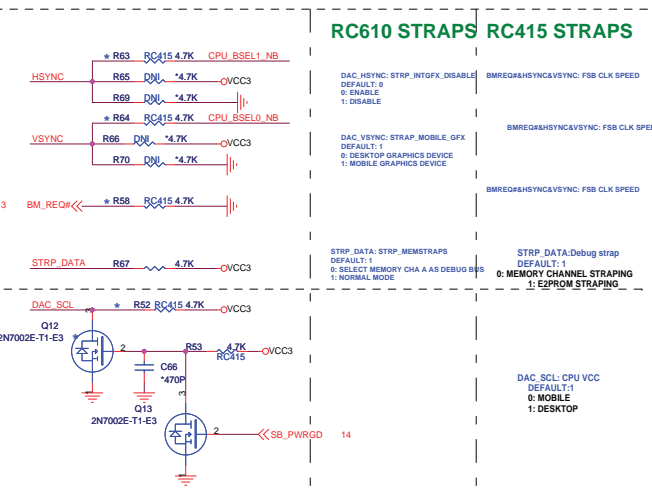 RC610 STRAPS RC415 STRAPS
* R63 RC415 4.7K CPU_BSEL1_NB
HSYNC R65 DNI *4.7K VCC3
R69 DNI *4.7K
* R64 RC415 4.7K CPU_BSEL0_NB
VSYNC R66 DNI *4.7K VCC3
R70 DNI *4.7K
3 BM_REQ# * R58 RC415 4.7K
STRP_DATA R67 4.7K VCC3
DAC_HSYNC: STRP_INTGFX_DISABLE
DEFAULT: 0
0: ENABLE
1: DISABLE
BMREQ#&HSYNC&VSYNC: FSB CLK SPEED
DAC_VSYNC: STRAP_MOBILE_GFX
DEFAULT: 1
0: DESKTOP GRAPHICS DEVICE
1: MOBILE GRAPHICS DEVICE
BMREQ#&HSYNC&VSYNC: FSB CLK SPE
BMREQ#&HSYNC&VSYNC: FSB CLK SPEED
STRP_DATA: STRP_MEMSTRAPS
DEFAULT: 1
0: SELECT MEMORY CHA A AS DEBUG BUS
1: NORMAL MODE
STRP_DATA:Debug strap
DEFAULT: 1
0: MEMORY CHANNEL STRAPING
1: E2PROM STRAPING
DAC_SCL * R52 RC415 4.7K VCC3
3
Q12
2N7002E-T1-E3 *
2 R53 4.7K VCC3
RC415
1
C66
*470P
Q13
2N7002E-T1-E3
3
2 SB_PWRGD 14
1
DAC_SCL: CPU VCC
DEFAULT:1
0: MOBILE
1: DESKTOP